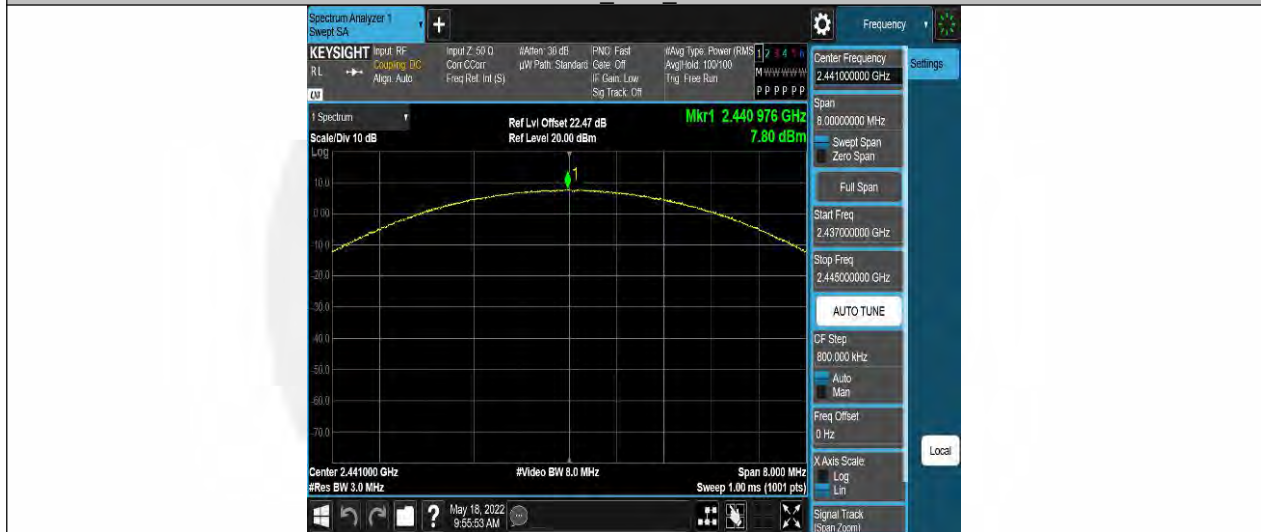 Spectrum Analyzer 1
Swept SA
+
Frequency
KEYSIGHT
RL
Input: RF
Coupling: DC
Align: Auto
Input Z: 50 Ω
Corr CCorr
Freq Ref: Int (S)
#Atten: 36 dB
µW Path: Standard
PNO: Fast
Gate: Off
IF Gain: Low
Sig Track: Off
#Avg Type: Power (RMS
Avg|Hold: 100/100
Trig: Free Run
1 2 3 4 5 6
M W W W W W
P P P P P P
1 Spectrum
Scale/Div 10 dB
Ref Lvl Offset 22.47 dB
Ref Level 20.00 dBm
Mkr1 2.440 976 GHz
7.80 dBm
Log
1
10.0
0.00
-10.0
-20.0
-30.0
-40.0
-50.0
-60.0
-70.0
Center 2.441000 GHz
#Res BW 3.0 MHz
#Video BW 8.0 MHz
Span 8.000 MHz
Sweep 1.00 ms (1001 pts)
?
May 18, 2022
9:55:53 AM
Center Frequency
2.441000000 GHz
Settings
Span
8.00000000 MHz
Swept Span
Zero Span
Full Span
Start Freq
2.437000000 GHz
Stop Freq
2.445000000 GHz
AUTO TUNE
CF Step
800.000 kHz
Auto
Man
Freq Offset
0 Hz
X Axis Scale
Log
Lin
Local
Signal Track
(Span Zoom)